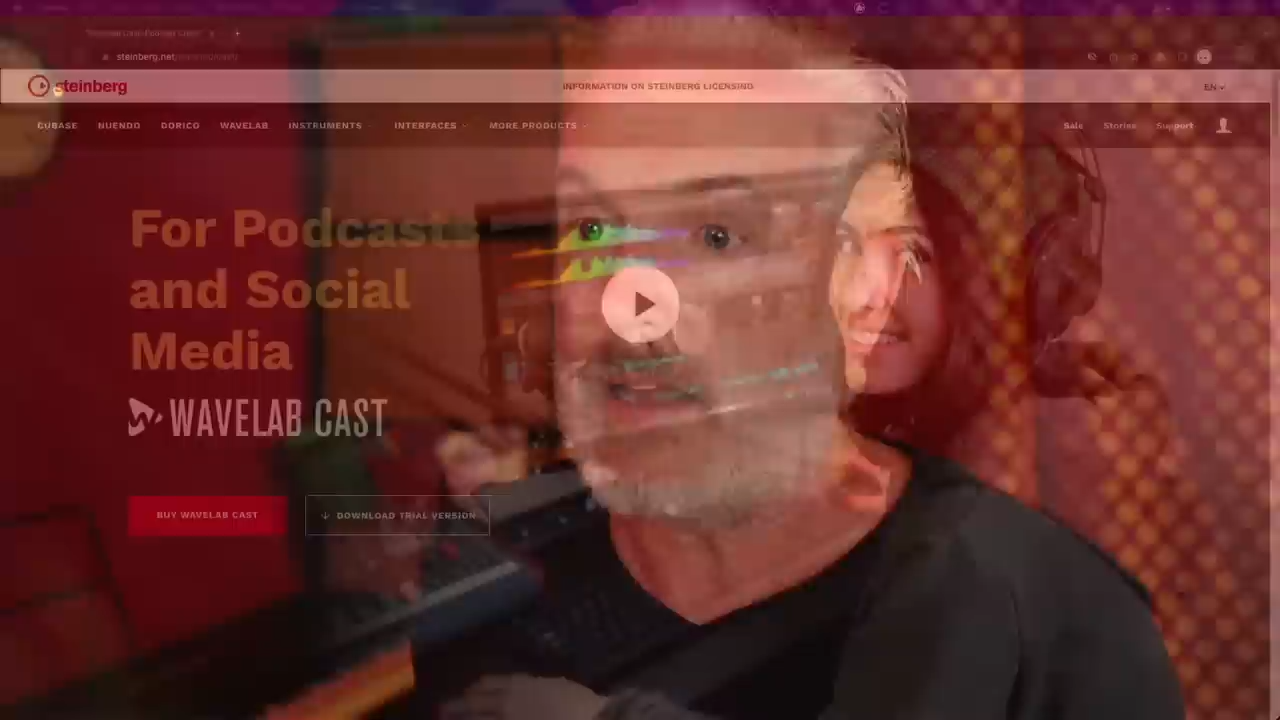 steinberg.net
steinberg
INFORMATION ON STEINBERG LICENSING
EN
CUBASE NUENDO DORICO WAVELAB INSTRUMENTS INTERFACES MORE PRODUCTS
Sale Stories Support
For Podcasts
and Social
Media
WAVELAB CAST
BUY WAVELAB CAST
DOWNLOAD TRIAL VERSION